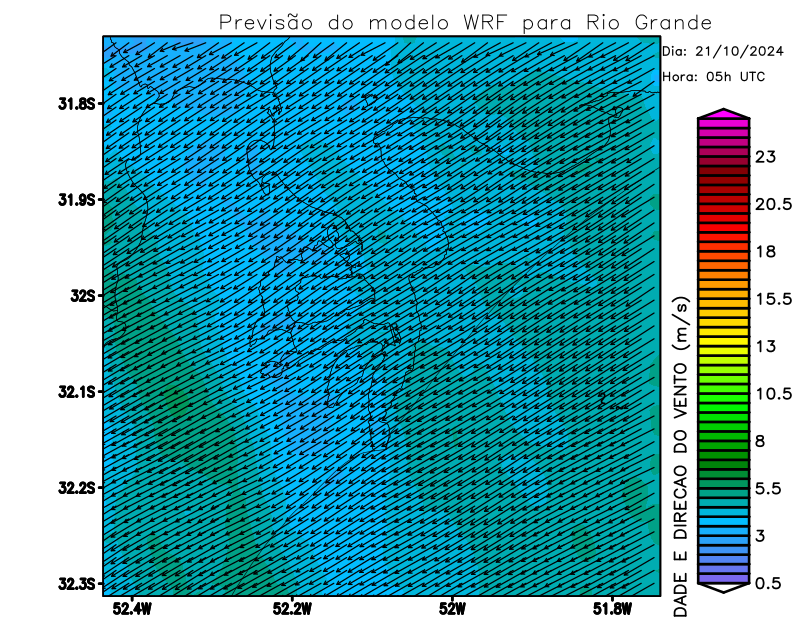 Previsão do modelo WRF para Rio Grande
Dia: 21/10/2024
Hora: 05h UTC
31.8S
31.9S
32S
32.1S
32.2S
32.3S
52.4W
52.2W
52W
51.8W
DADE E DIRECAO DO VENTO (m/s)
23
20.5
18
15.5
13
10.5
8
5.5
3
0.5